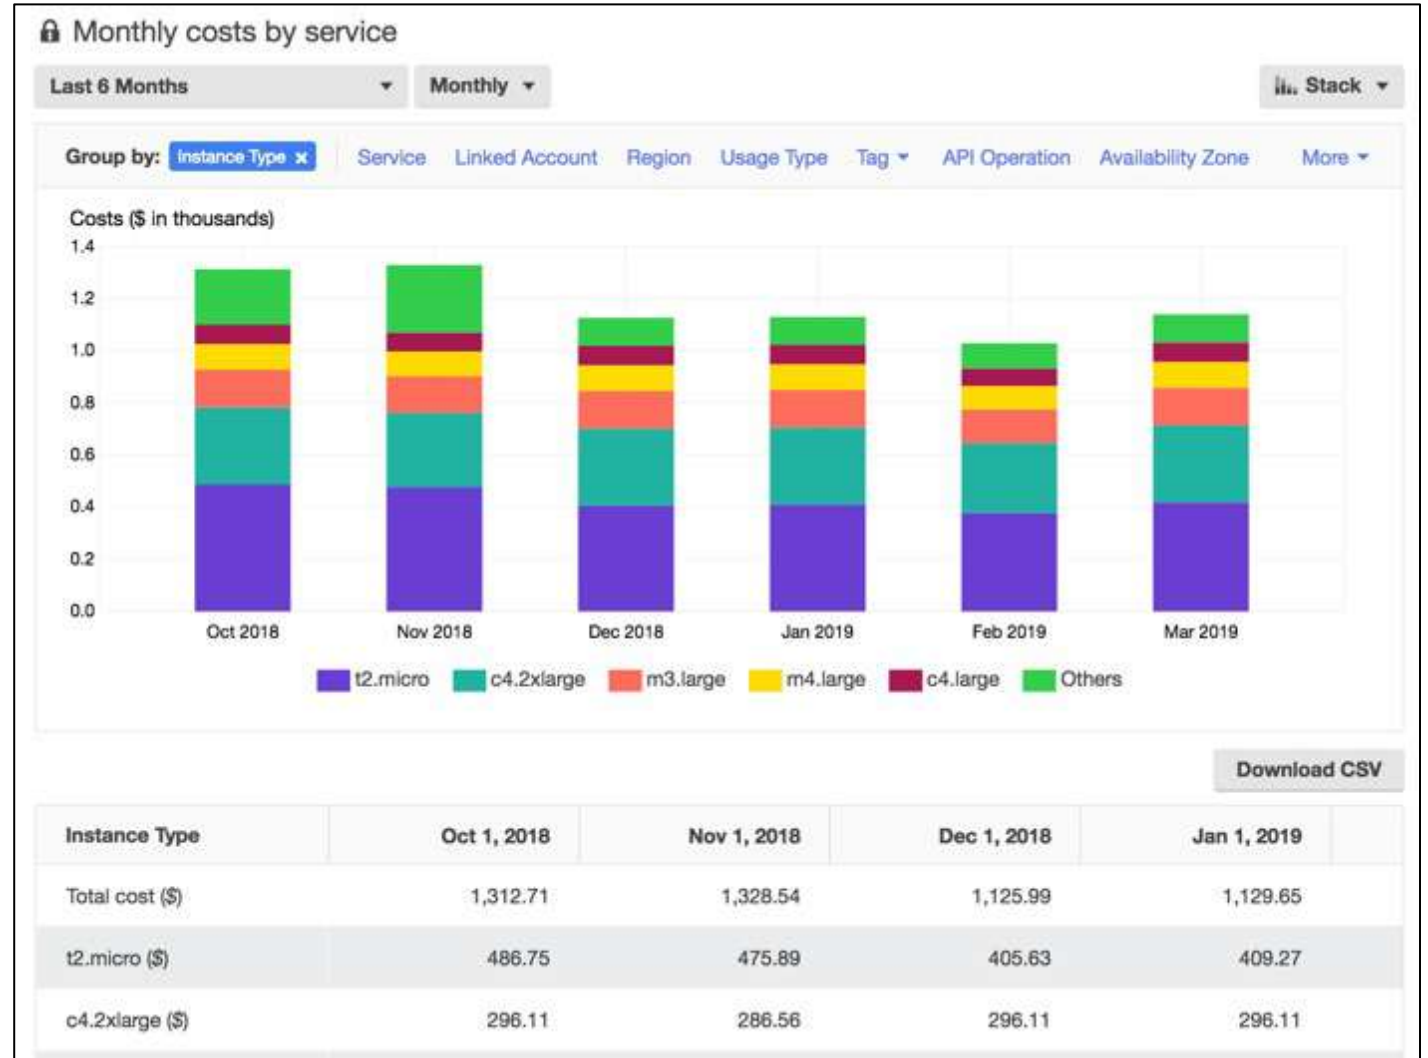 Monthly costs by service
Last 6 Months Monthly Stack
Group by: Instance Type x Service Linked Account Region Usage Type Tag API Operation Availability Zone More
Costs ($ in thousands)
1.4
1.2
1.0
0.8
0.6
0.4
0.2
0.0
Oct 2018 Nov 2018 Dec 2018 Jan 2019 Feb 2019 Mar 2019
t2.micro c4.2xlarge m3.large m4.large c4.large Others
Download CSV
Instance Type Oct 1, 2018 Nov 1, 2018 Dec 1, 2018 Jan 1, 2019
Total cost ($) 1,312.71 1,328.54 1,125.99 1,129.65
t2.micro ($) 486.75 475.89 405.63 409.27
c4.2xlarge ($) 296.11 286.56 296.11 296.11